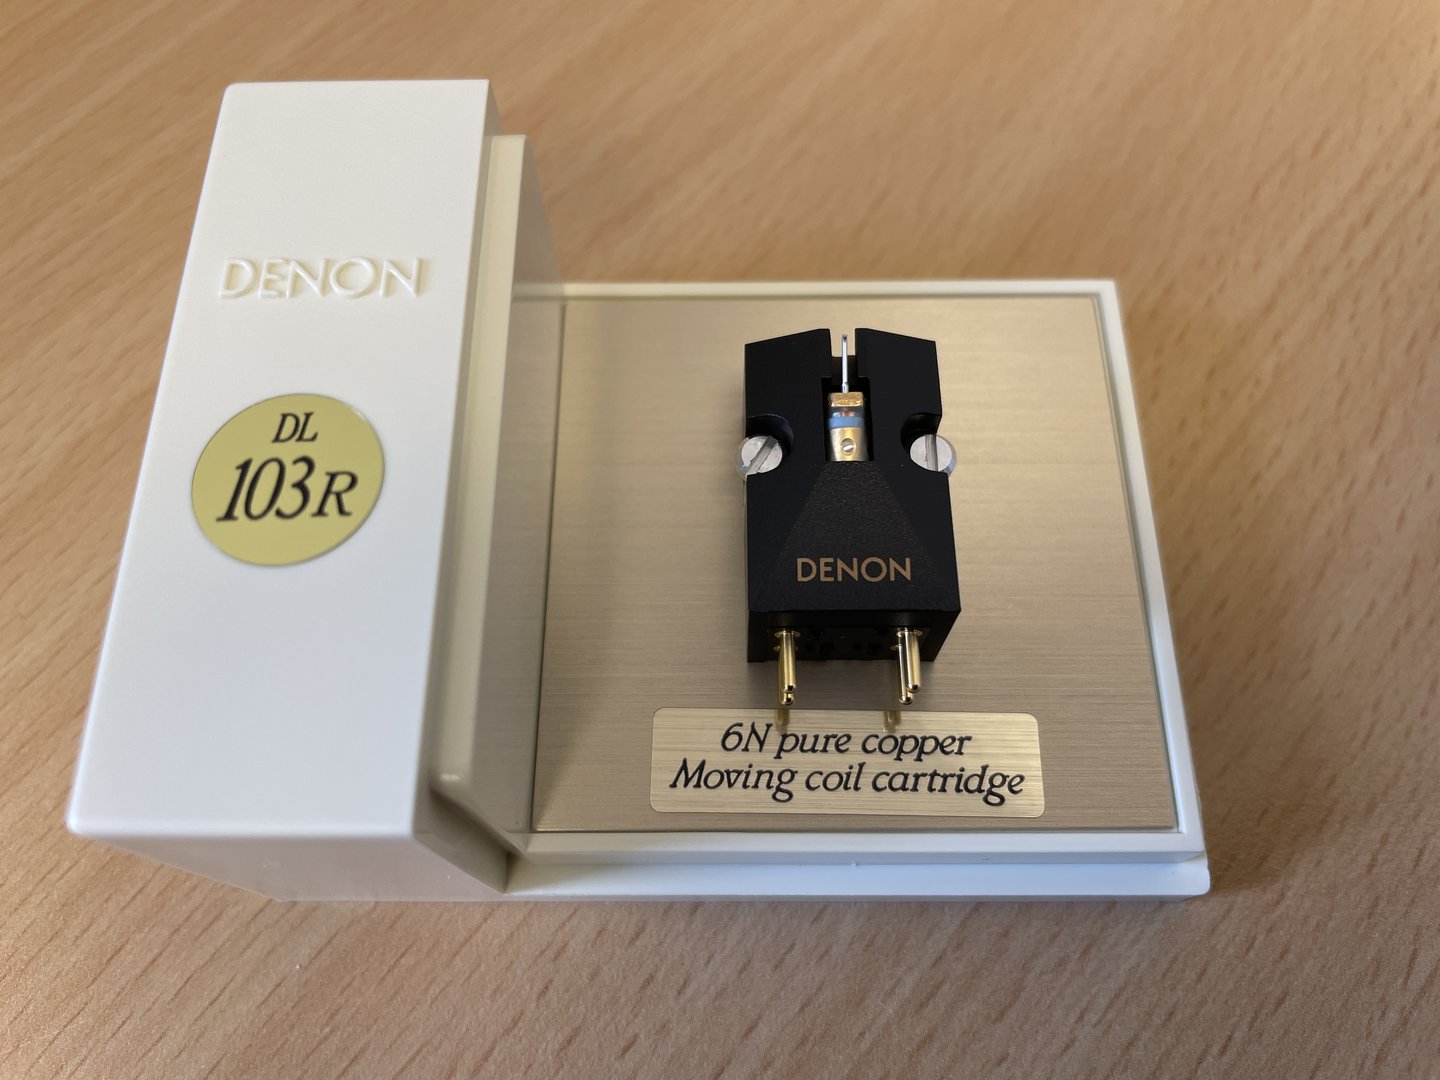 DENON
DL
103R
DENON
6N pure copper
Moving coil cartridge